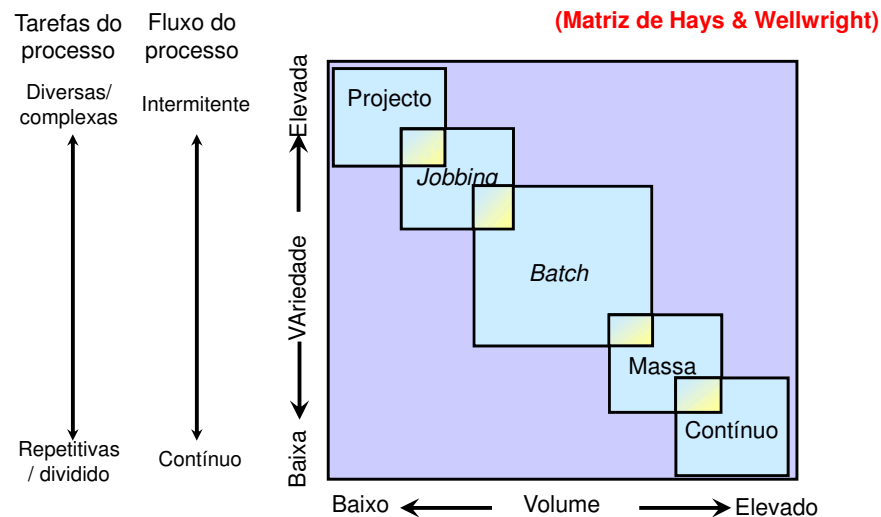 (Matriz de Hays & Wellwright)
Tarefas do
processo
Fluxo do
processo
Diversas/
complexas
Intermitente
Repetitivas
/ dividido
Contínuo
Elevada
VAriedade
Baixa
Projecto
Jobbing
Batch
Massa
Contínuo
Baixo
Volume
Elevado